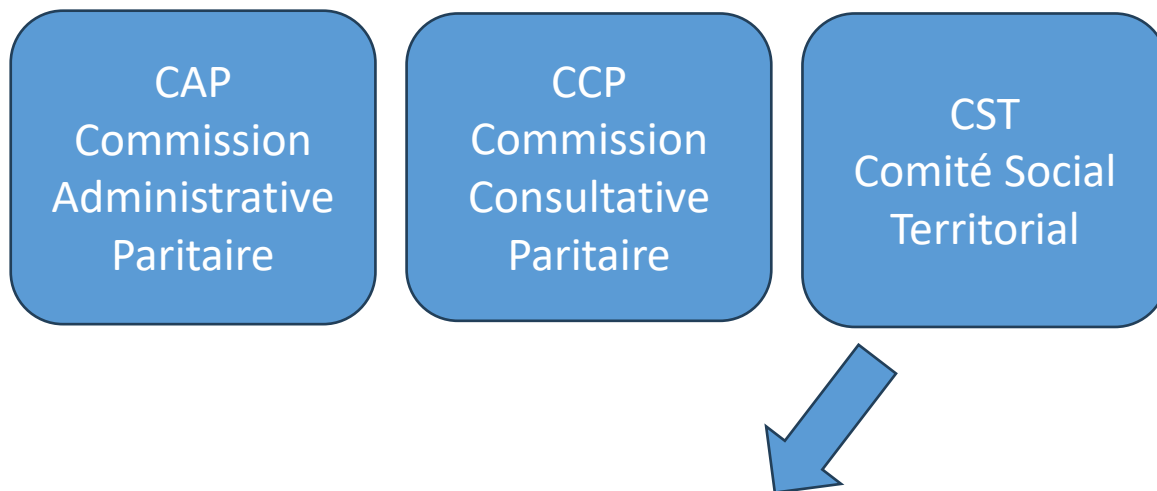 CAP
Commission
Administrative
Paritaire
CCP
Commission
Consultative
Paritaire
CST
Comité Social
Territorial